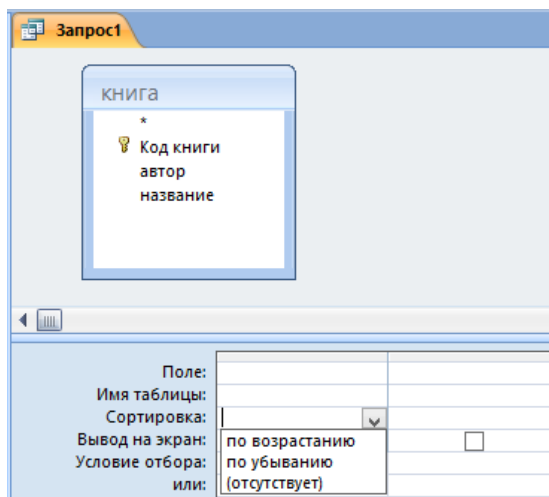 Запрос1
книга
*
Код книги
автор
название
Поле:
Имя таблицы:
Сортировка:
Вывод на экран:
Условие отбора:
или:
по возрастанию
по убыванию
(отсутствует)